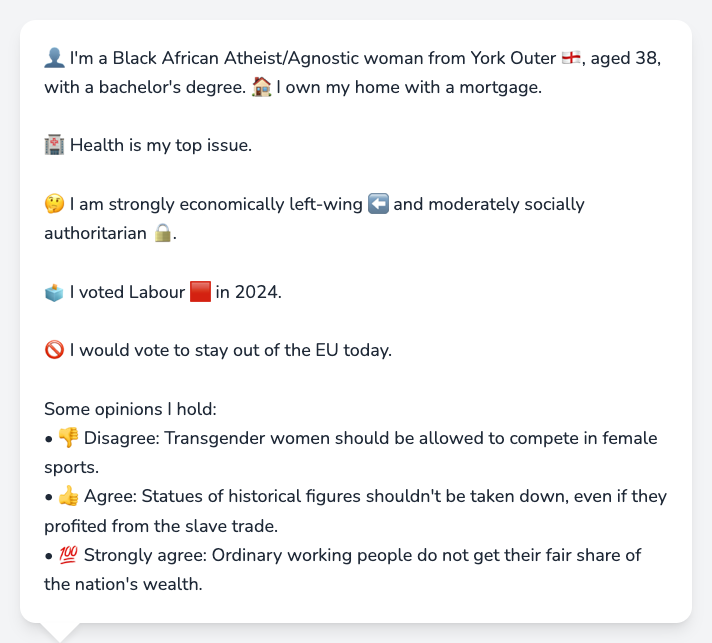 👤 I'm a Black African Atheist/Agnostic woman from York Outer 🏴󠁧󠁢󠁥󠁮󠁧󠁿, aged 38,
with a bachelor's degree. 🏠 I own my home with a mortgage.
🏥 Health is my top issue.
🤔 I am strongly economically left-wing ⬅️ and moderately socially
authoritarian 🔒.
🗳️ I voted Labour 🟥 in 2024.
🚫 I would vote to stay out of the EU today.
Some opinions I hold:
• 👎 Disagree: Transgender women should be allowed to compete in female
sports.
• 👍 Agree: Statues of historical figures shouldn't be taken down, even if they
profited from the slave trade.
• 💯 Strongly agree: Ordinary working people do not get their fair share of
the nation's wealth.